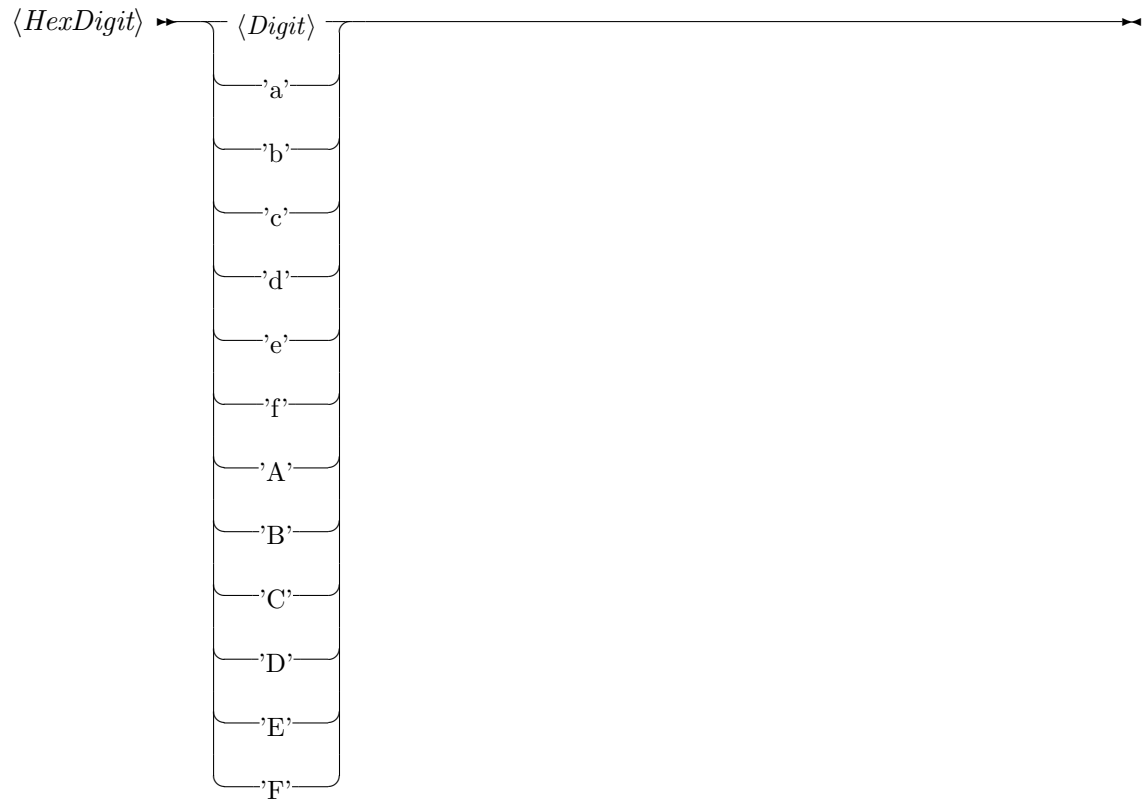 ⟨HexDigit⟩ ⟨Digit⟩
’a’
’b’
’c’
’d’
’e’
’f’
’A’
’B’
’C’
’D’
’E’
’F’